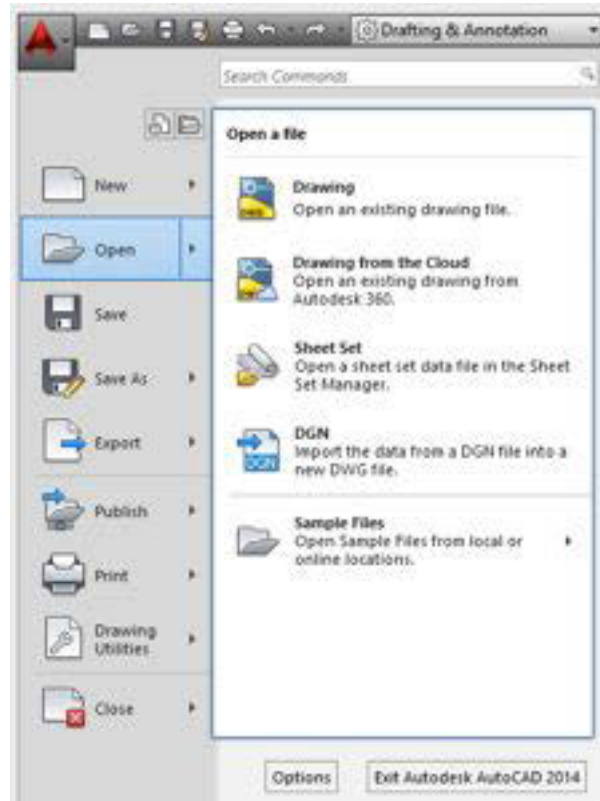 Drafting & Annotation
Search Commands
Open a file
New
Drawing
Open an existing drawing file.
Open
Drawing from the Cloud
Open an existing drawing from
Autodesk 360.
Save
Sheet Set
Open a sheet set data file in the Sheet
Set Manager.
Save As
DGN
Import the data from a DGN file into a
new DWG file.
Export
Publish
Sample Files
Open Sample Files from local or
online locations.
Print
Drawing
Utilities
Close
Options
Exit Autodesk AutoCAD 2014